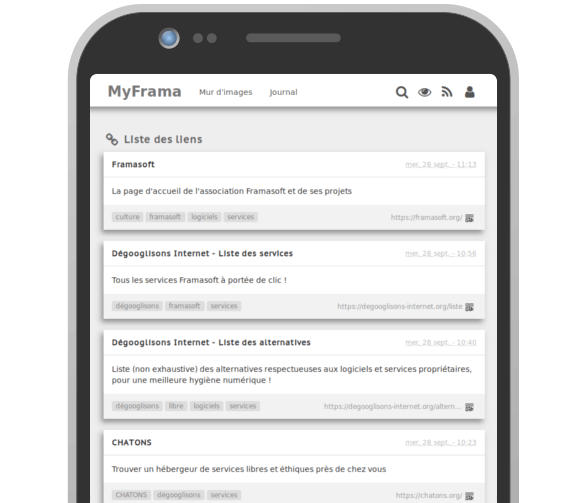 MyFrama Mur d'images Journal
Liste des liens
Framasoft mer. 28 sept. - 11:13
La page d'accueil de l'association Framasoft et de ses projets
culture framasoft logiciels services https://framasoft.org/
Dégooglisons Internet - Liste des services mer. 28 sept. - 10:56
Tous les services Framasoft à portée de clic !
dégooglisons framasoft services https://degooglisons-internet.org/liste
Dégooglisons Internet - Liste des alternatives mer. 28 sept. - 10:40
Liste (non exhaustive) des alternatives respectueuses aux logiciels et services propriétaires,
pour une meilleure hygiène numérique !
dégooglisons libre logiciels services https://degooglisons-internet.org/altern...
CHATONS mer. 28 sept. - 10:23
Trouver un hébergeur de services libres et éthiques près de chez vous
CHATONS dégooglisons services https://chatons.org/